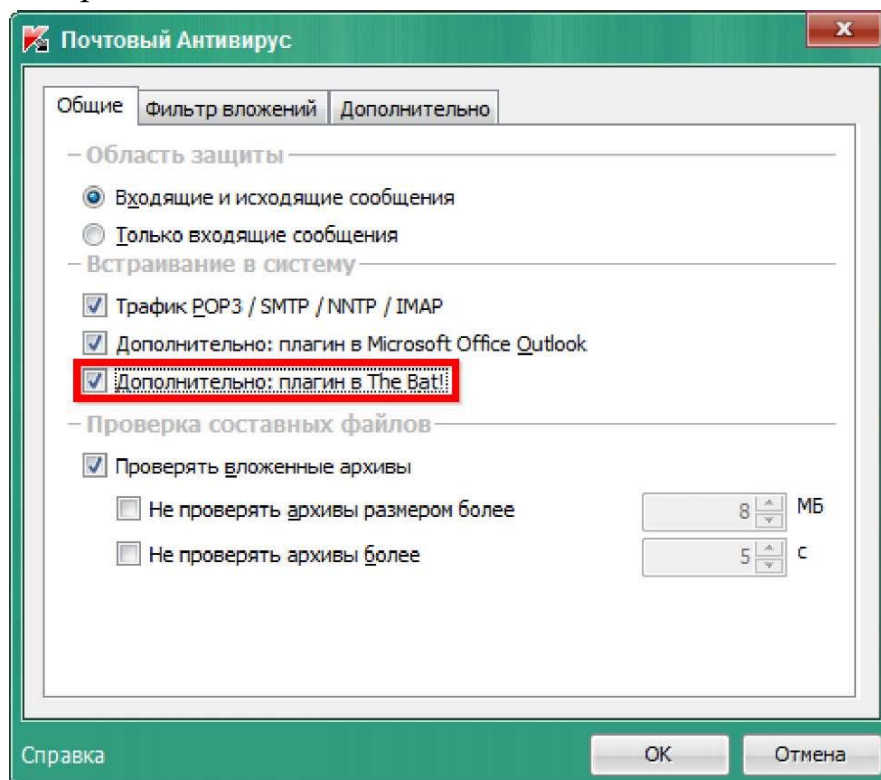 Почтовый Антивирус
Общие Фильтр вложений Дополнительно
Область защиты
Входящие и исходящие сообщения
Только входящие сообщения
Встраивание в систему
Трафик POP3 / SMTP / NNTP / IMAP
Дополнительно: плагин в Microsoft Office Outlook
Дополнительно: плагин в The Bat!
Проверка составных файлов
Проверять вложенные архивы
Не проверять архивы размером более 8 МБ
Не проверять архивы более 5 с
Справка OK Отмена